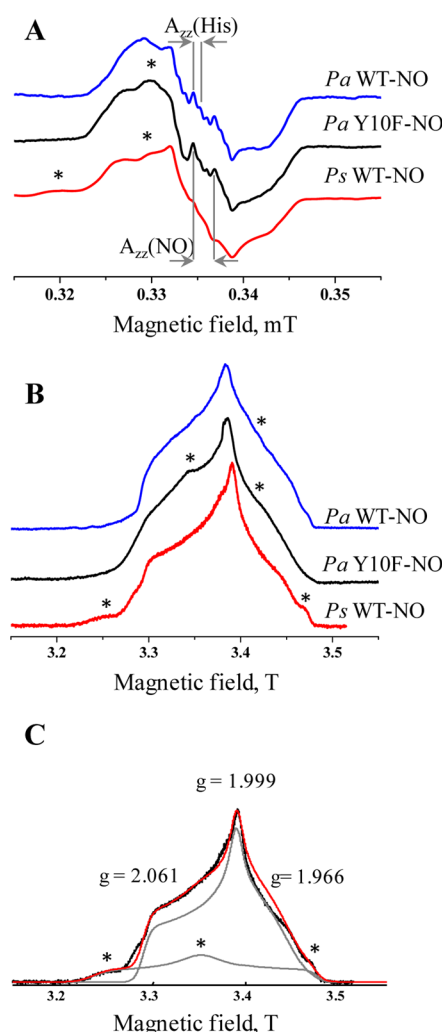 A
A_zz(His)
*
Pa WT-NO
Pa Y10F-NO
* *
Ps WT-NO
A_zz(NO)
0.32 0.33 0.34 0.35
Magnetic field, mT
B
*
* *
Pa WT-NO
Pa Y10F-NO
* *
Ps WT-NO
3.2 3.3 3.4 3.5
Magnetic field, T
C
g = 1.999
g = 2.061 g= 1.966
* * *
3.2 3.3 3.4 3.5
Magnetic field, T